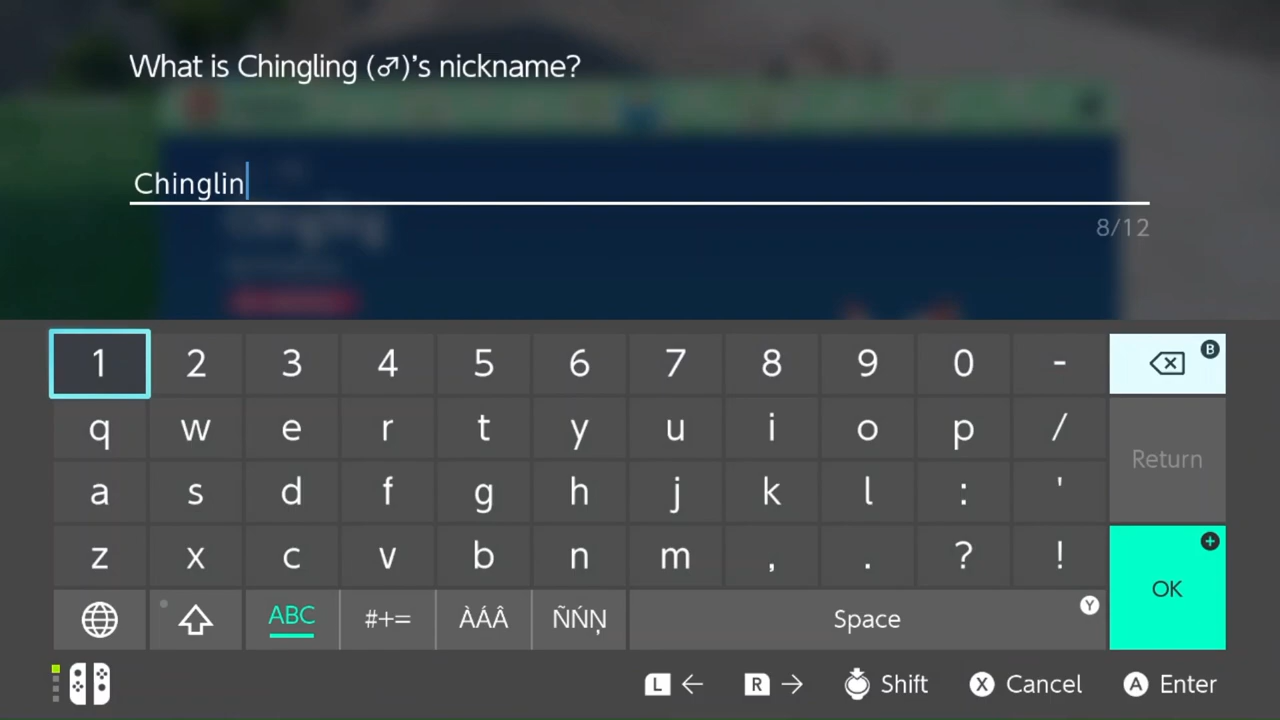 What is Chingling (♂)'s nickname?
Chinglin
8/12
1 2 3 4 5 6 7 8 9 0 - B
q w e r t y u i o p /
Return
a s d f g h j k l : '
z x c v b n m , . ? ! +
OK
ABC #+= ÀÁÂ ÑŃŅ Space Y
L ← R → Shift X Cancel A Enter